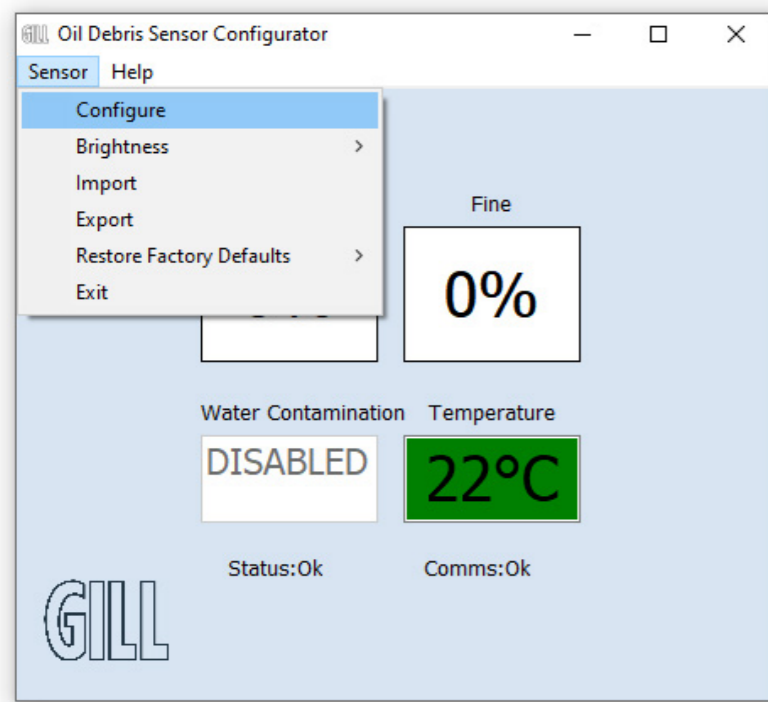 GILL Oil Debris Sensor Configurator
Sensor Help
Configure
Brightness
Import
Export
Restore Factory Defaults
Exit
Fine
0%
Water Contamination Temperature
DISABLED 22°C
Status:Ok Comms:Ok
GILL